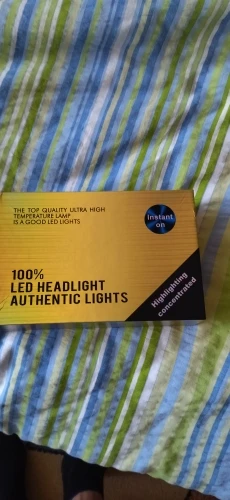 THE TOP QUALITY ULTRA HIGH
TEMPERATURE LAMP
IS A GOOD LED LIGHTS
Instant
on
100%
LED HEADLIGHT
AUTHENTIC LIGHTS
Highlighting
concentrated